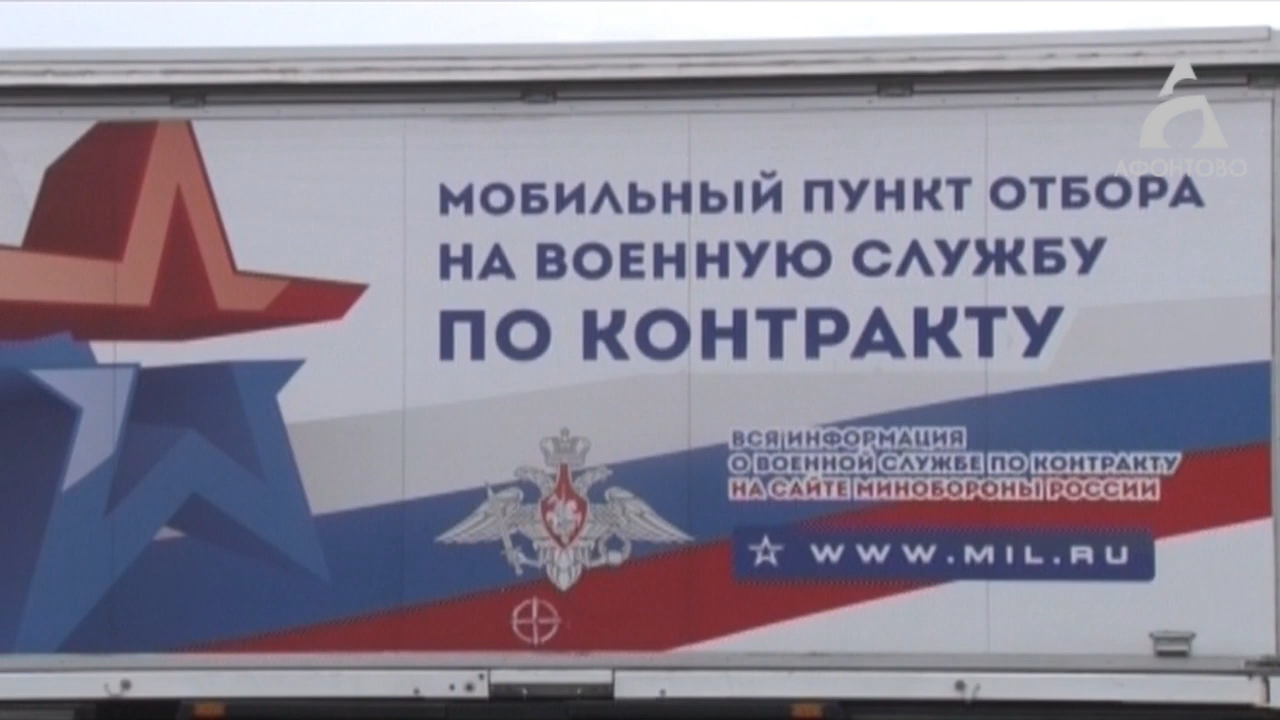 АФОНТОВО
МОБИЛЬНЫЙ ПУНКТ ОТБОРА
НА ВОЕННУЮ СЛУЖБУ
ПО КОНТРАКТУ
ВСЯ ИНФОРМАЦИЯ
О ВОЕННОЙ СЛУЖБЕ ПО КОНТРАКТУ
НА САЙТЕ МИНОБОРОНЫ РОССИИ
WWW.MIL.RU